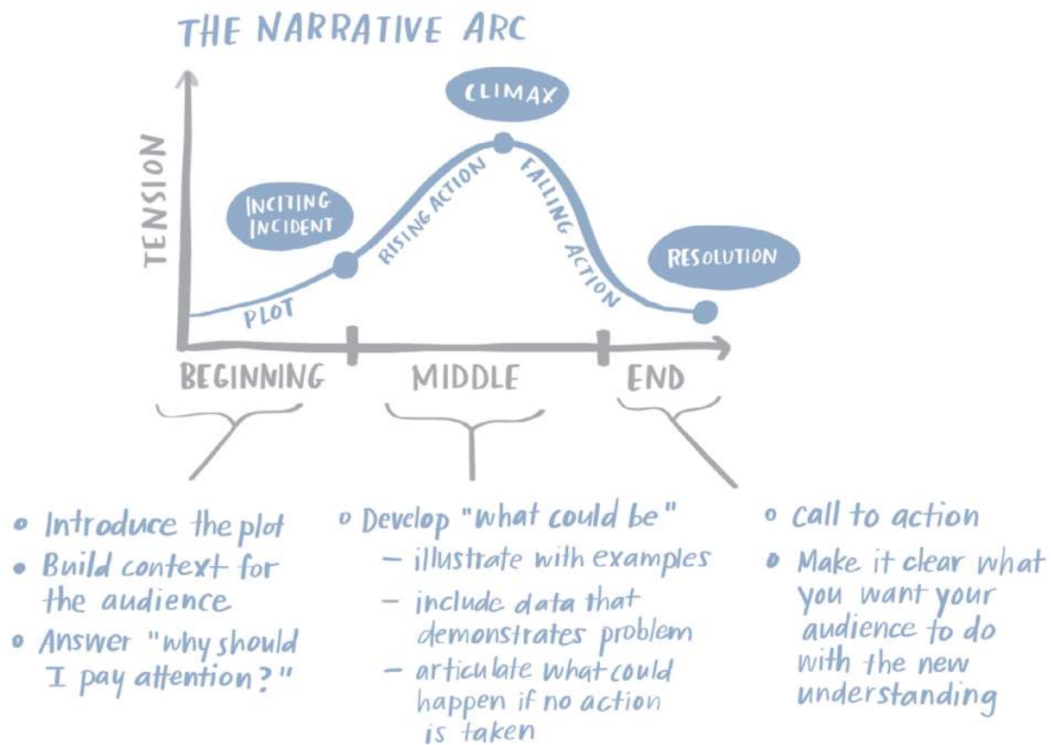 THE NARRATIVE ARC
TENSION
CLIMAX
INCITING
INCIDENT
RISING ACTION
FALLING ACTION
RESOLUTION
PLOT
BEGINNING
MIDDLE
END
• Introduce the plot
• Build context for
the audience
• Answer "why should
I pay attention?"
• Develop "what could be"
– illustrate with examples
– include data that
demonstrates problem
– articulate what could
happen if no action
is taken
• call to action
• Make it clear what
you want your
audience to do
with the new
understanding